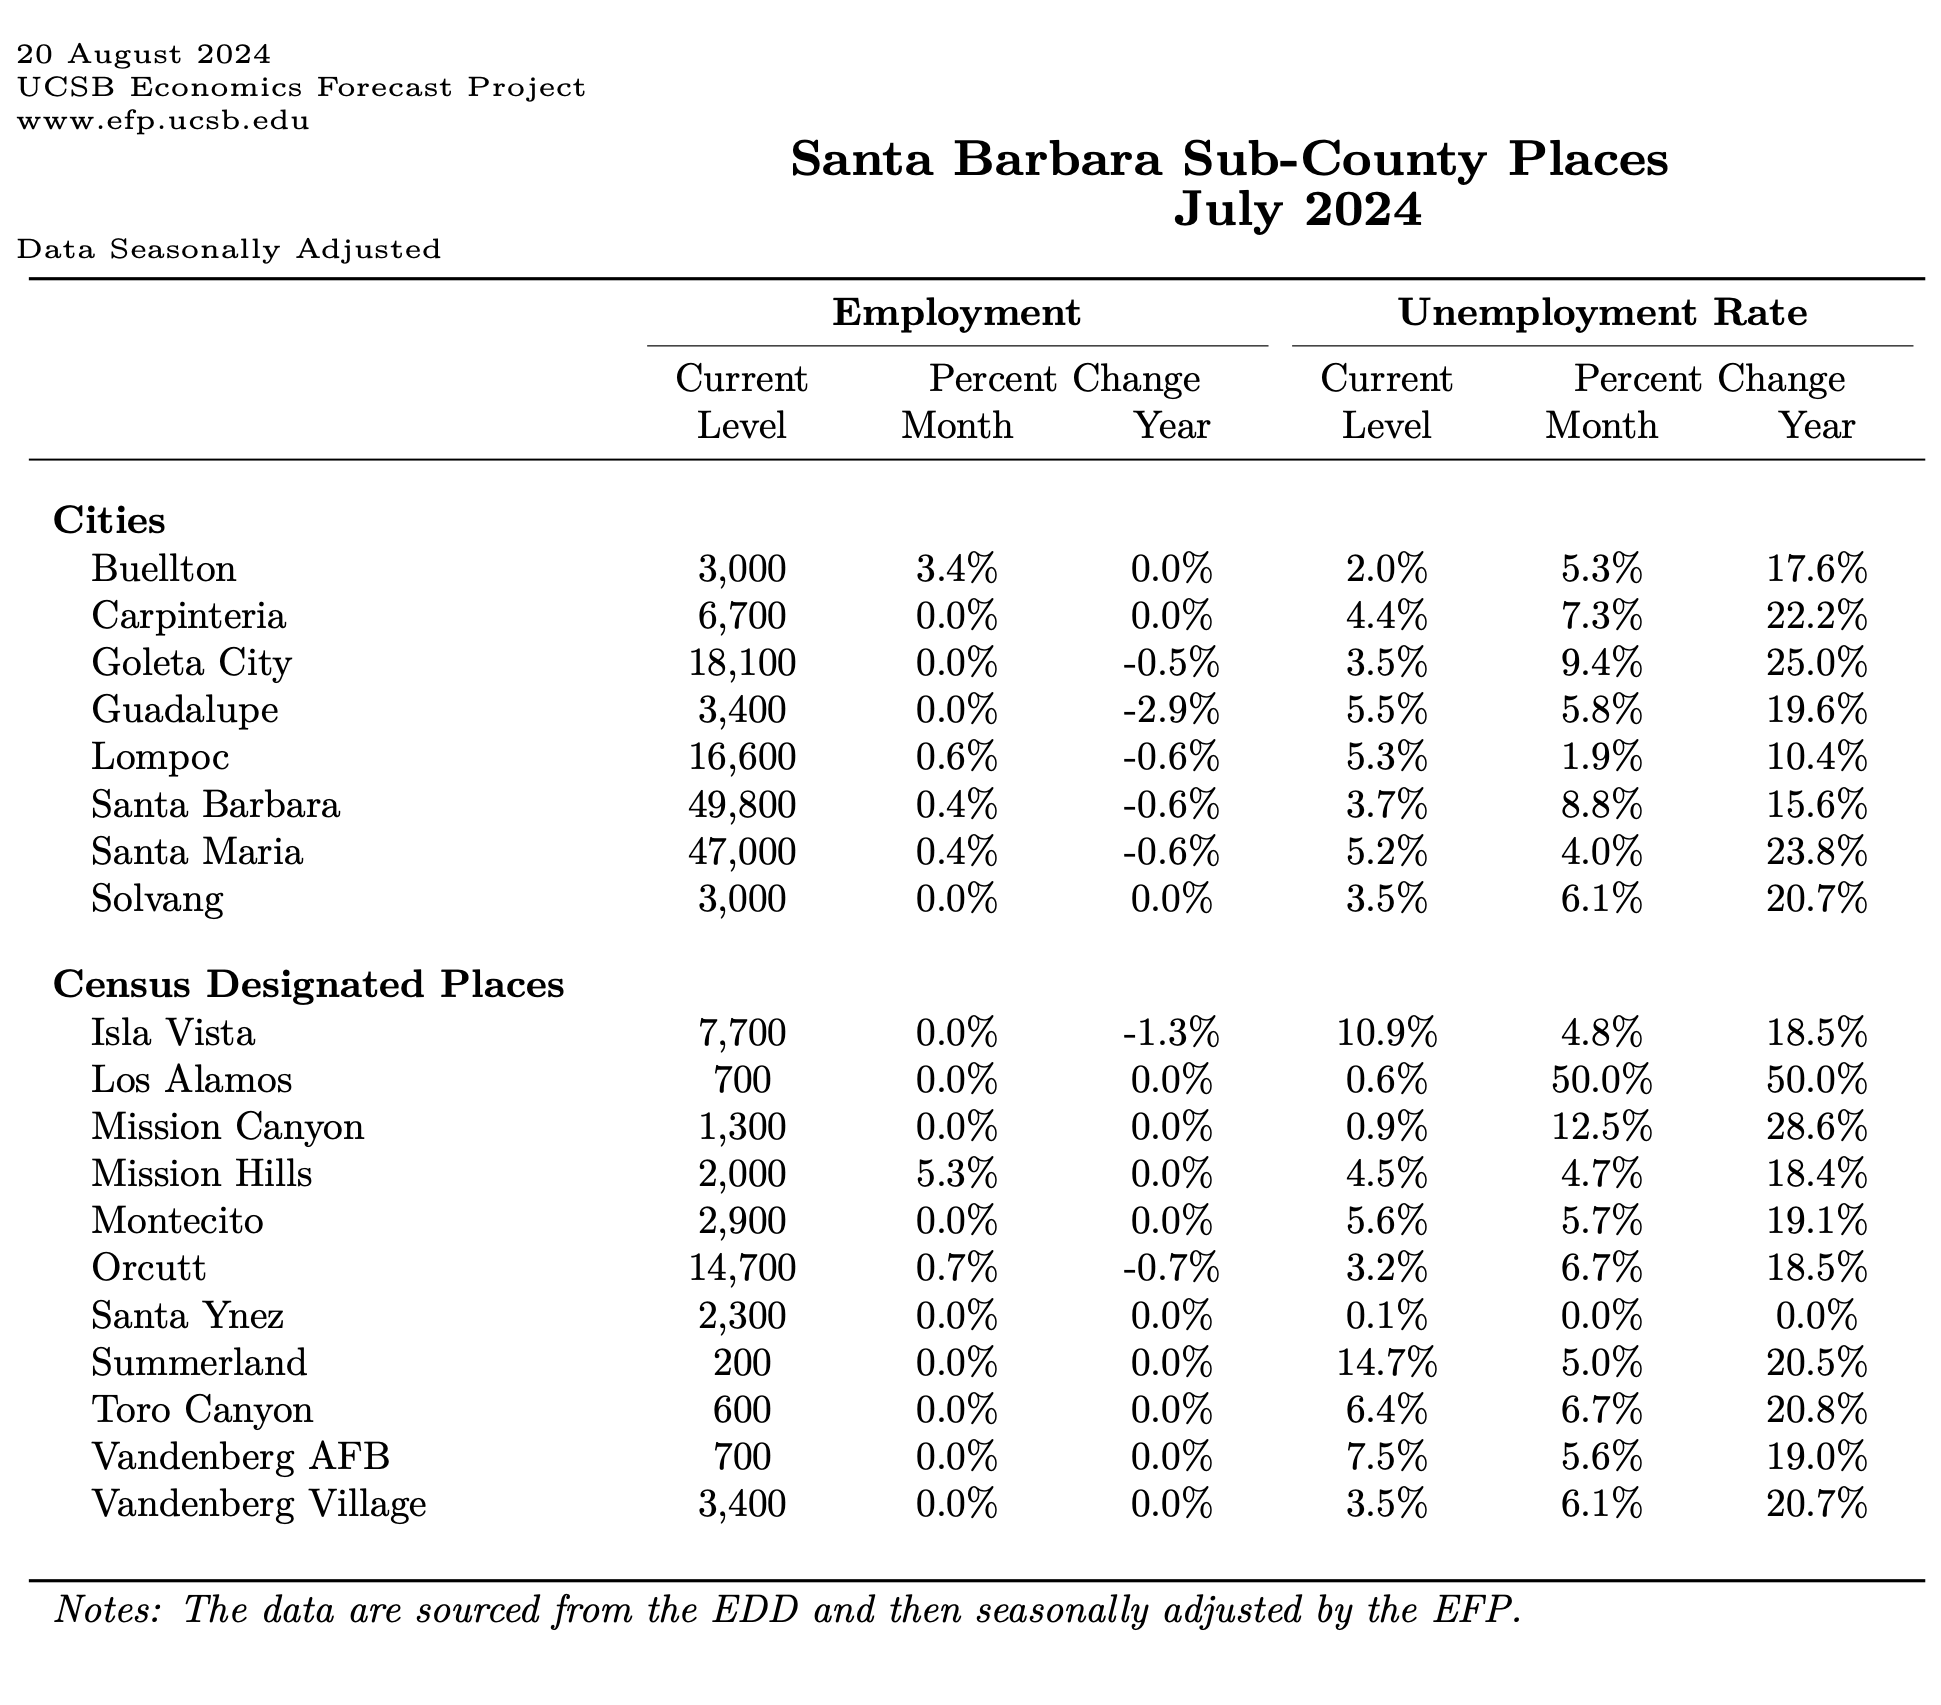 20 August 2024
UCSB Economics Forecast Project
www.efp.ucsb.edu
Santa Barbara Sub-County Places
July 2024
Data Seasonally Adjusted
Employment Unemployment Rate
Current Percent Change Current Percent Change
Level Month Year Level Month Year
Cities
Buellton 3,000 3.4% 0.0% 2.0% 5.3% 17.6%
Carpinteria 6,700 0.0% 0.0% 4.4% 7.3% 22.2%
Goleta City 18,100 0.0% -0.5% 3.5% 9.4% 25.0%
Guadalupe 3,400 0.0% -2.9% 5.5% 5.8% 19.6%
Lompoc 16,600 0.6% -0.6% 5.3% 1.9% 10.4%
Santa Barbara 49,800 0.4% -0.6% 3.7% 8.8% 15.6%
Santa Maria 47,000 0.4% -0.6% 5.2% 4.0% 23.8%
Solvang 3,000 0.0% 0.0% 3.5% 6.1% 20.7%
Census Designated Places
Isla Vista 7,700 0.0% -1.3% 10.9% 4.8% 18.5%
Los Alamos 700 0.0% 0.0% 0.6% 50.0% 50.0%
Mission Canyon 1,300 0.0% 0.0% 0.9% 12.5% 28.6%
Mission Hills 2,000 5.3% 0.0% 4.5% 4.7% 18.4%
Montecito 2,900 0.0% 0.0% 5.6% 5.7% 19.1%
Orcutt 14,700 0.7% -0.7% 3.2% 6.7% 18.5%
Santa Ynez 2,300 0.0% 0.0% 0.1% 0.0% 0.0%
Summerland 200 0.0% 0.0% 14.7% 5.0% 20.5%
Toro Canyon 600 0.0% 0.0% 6.4% 6.7% 20.8%
Vandenberg AFB 700 0.0% 0.0% 7.5% 5.6% 19.0%
Vandenberg Village 3,400 0.0% 0.0% 3.5% 6.1% 20.7%
Notes: The data are sourced from the EDD and then seasonally adjusted by the EFP.